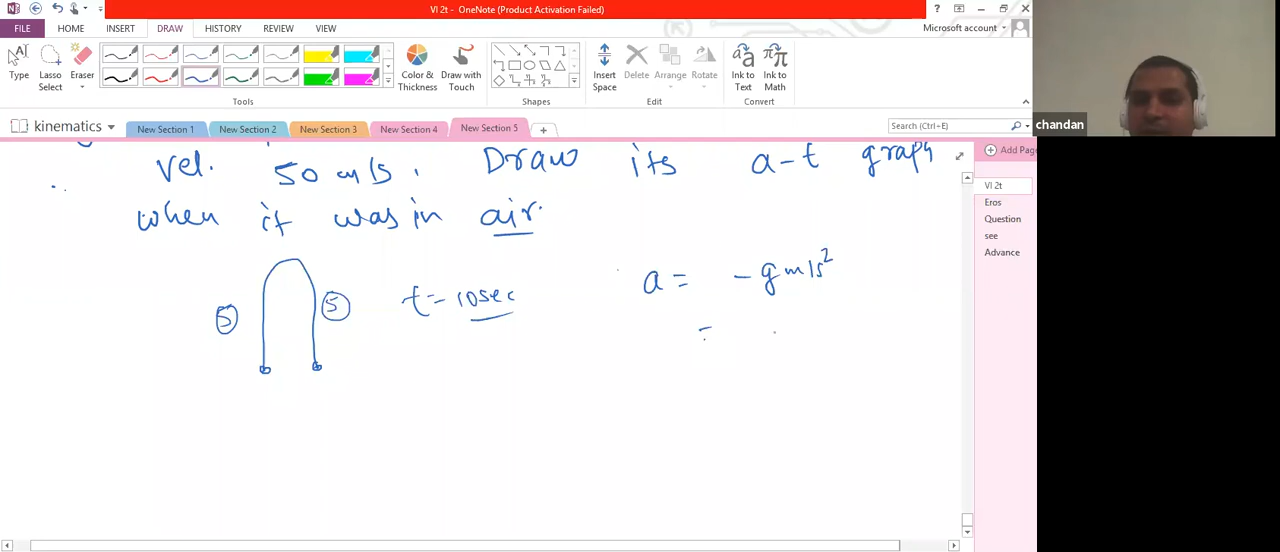 VI 2t - OneNote (Product Activation Failed)
FILE HOME INSERT DRAW HISTORY REVIEW VIEW
Microsoft account
Type
Lasso Select
Eraser
Color & Thickness
Draw with Touch
Insert Space
Delete
Arrange
Rotate
Ink to Text
Ink to Math
Tools Shapes Edit Convert
kinematics New Section 1 New Section 2 New Section 3 New Section 4 New Section 5
Search (Ctrl+E)
chandan
Add Page
VI 2t
Eros
Question
see
Advance
vel. 50 m/s. Draw its a-t graph
when it was in air.
5 5 t = 10sec a = - g m/s²
=